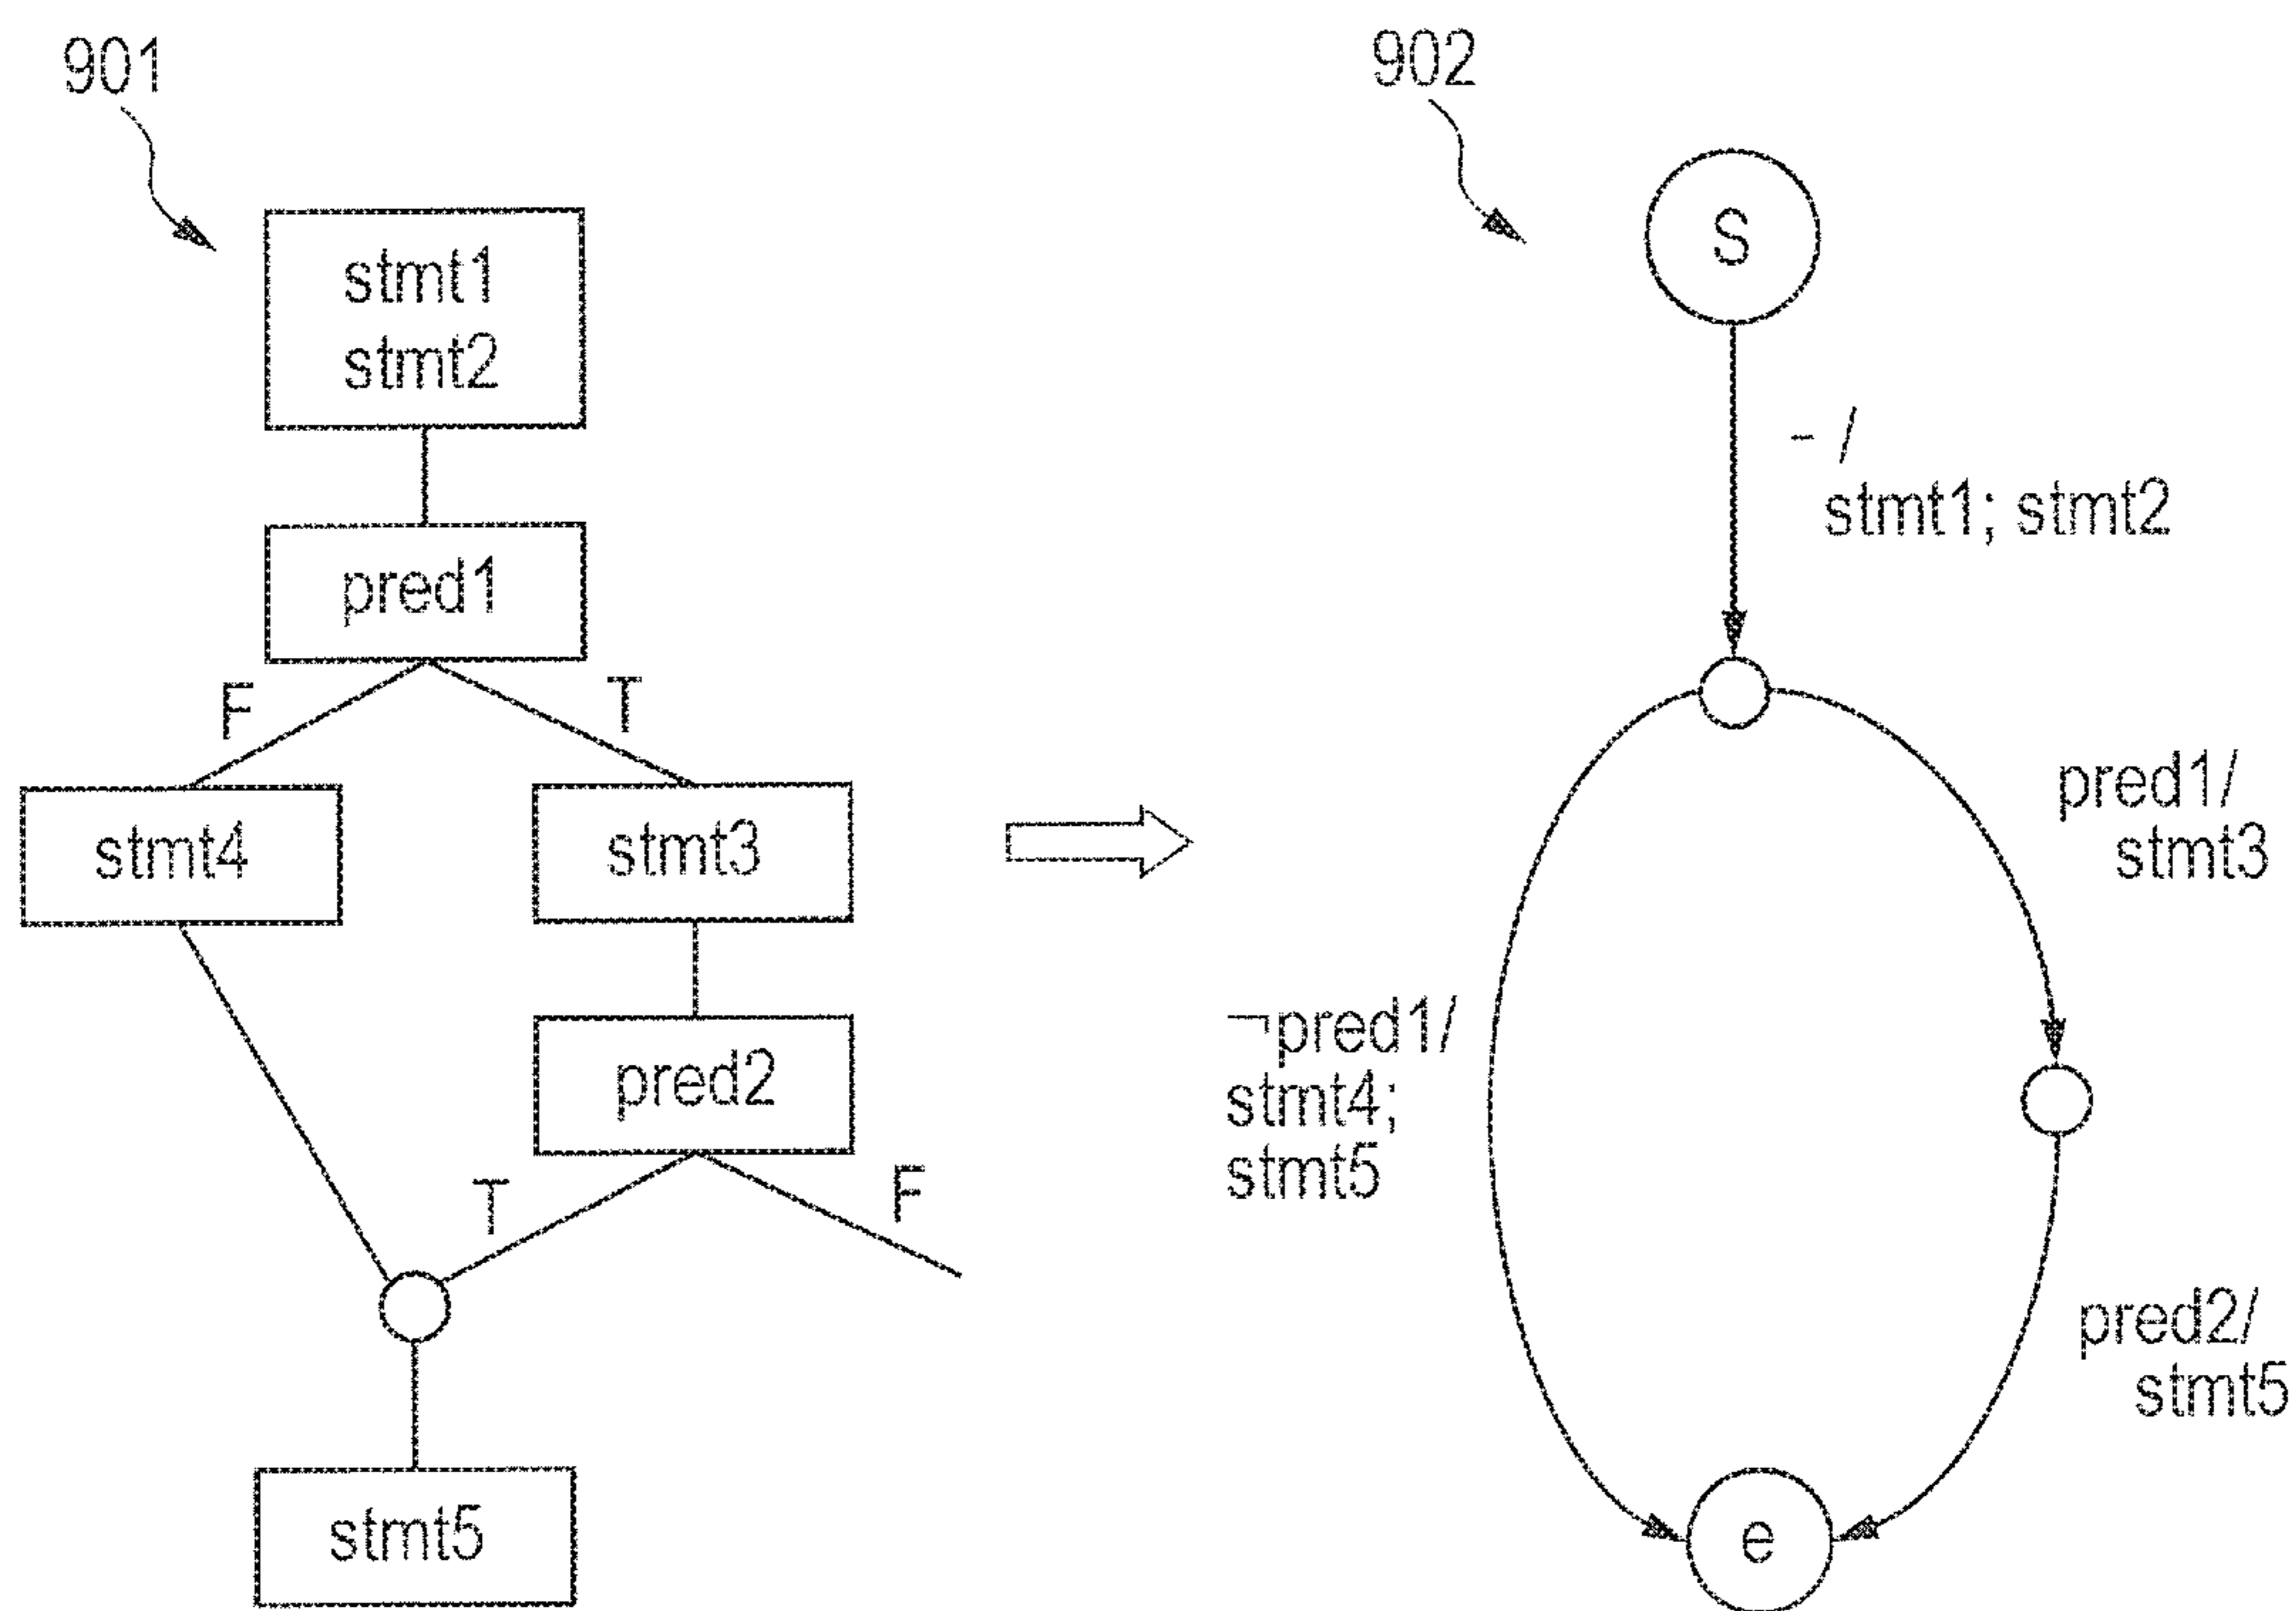 901
stmt1
stmt2
pred1
F
T
stmt4
stmt3
pred2
T
F
stmt5
902
S
- /
stmt1; stmt2
pred1/
stmt3
¬pred1/
stmt4;
stmt5
pred2/
stmt5
e